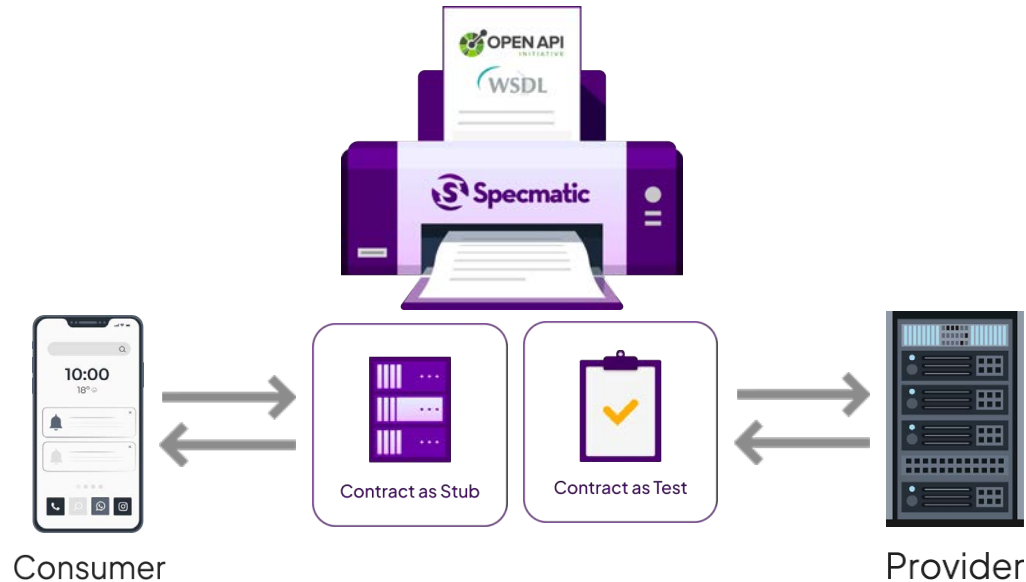 OPEN API
INITIATIVE
WSDL
Specmatic
10:00
18°
Contract as Stub
Contract as Test
Consumer
Provider